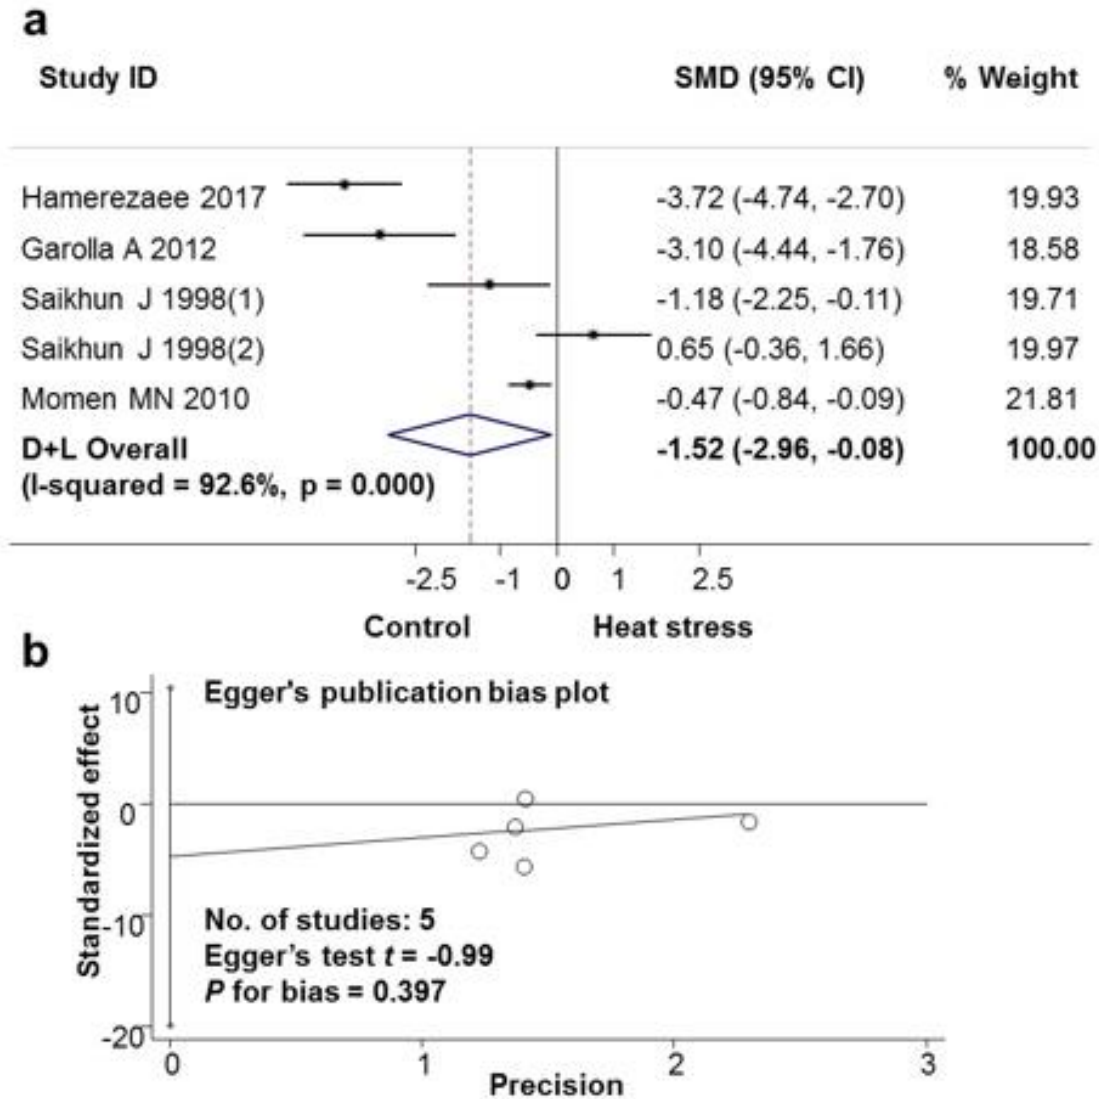 a
Study ID SMD (95% CI) % Weight
Hamerezaee 2017 -3.72 (-4.74, -2.70) 19.93
Garolla A 2012 -3.10 (-4.44, -1.76) 18.58
Saikhun J 1998(1) -1.18 (-2.25, -0.11) 19.71
Saikhun J 1998(2) 0.65 (-0.36, 1.66) 19.97
Momen MN 2010 -0.47 (-0.84, -0.09) 21.81
D+L Overall -1.52 (-2.96, -0.08) 100.00
(I-squared = 92.6%, p = 0.000)
-2.5 -1 0 1 2.5
Control Heat stress
b
Egger's publication bias plot
Standardized effect
10
0
-10
-20
No. of studies: 5
Egger's test t = -0.99
P for bias = 0.397
0 1 2 3
Precision